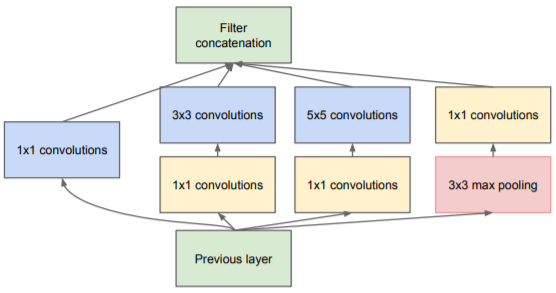 Filter
concatenation
3x3 convolutions
5x5 convolutions
1x1 convolutions
1x1 convolutions
1x1 convolutions
1x1 convolutions
3x3 max pooling
Previous layer